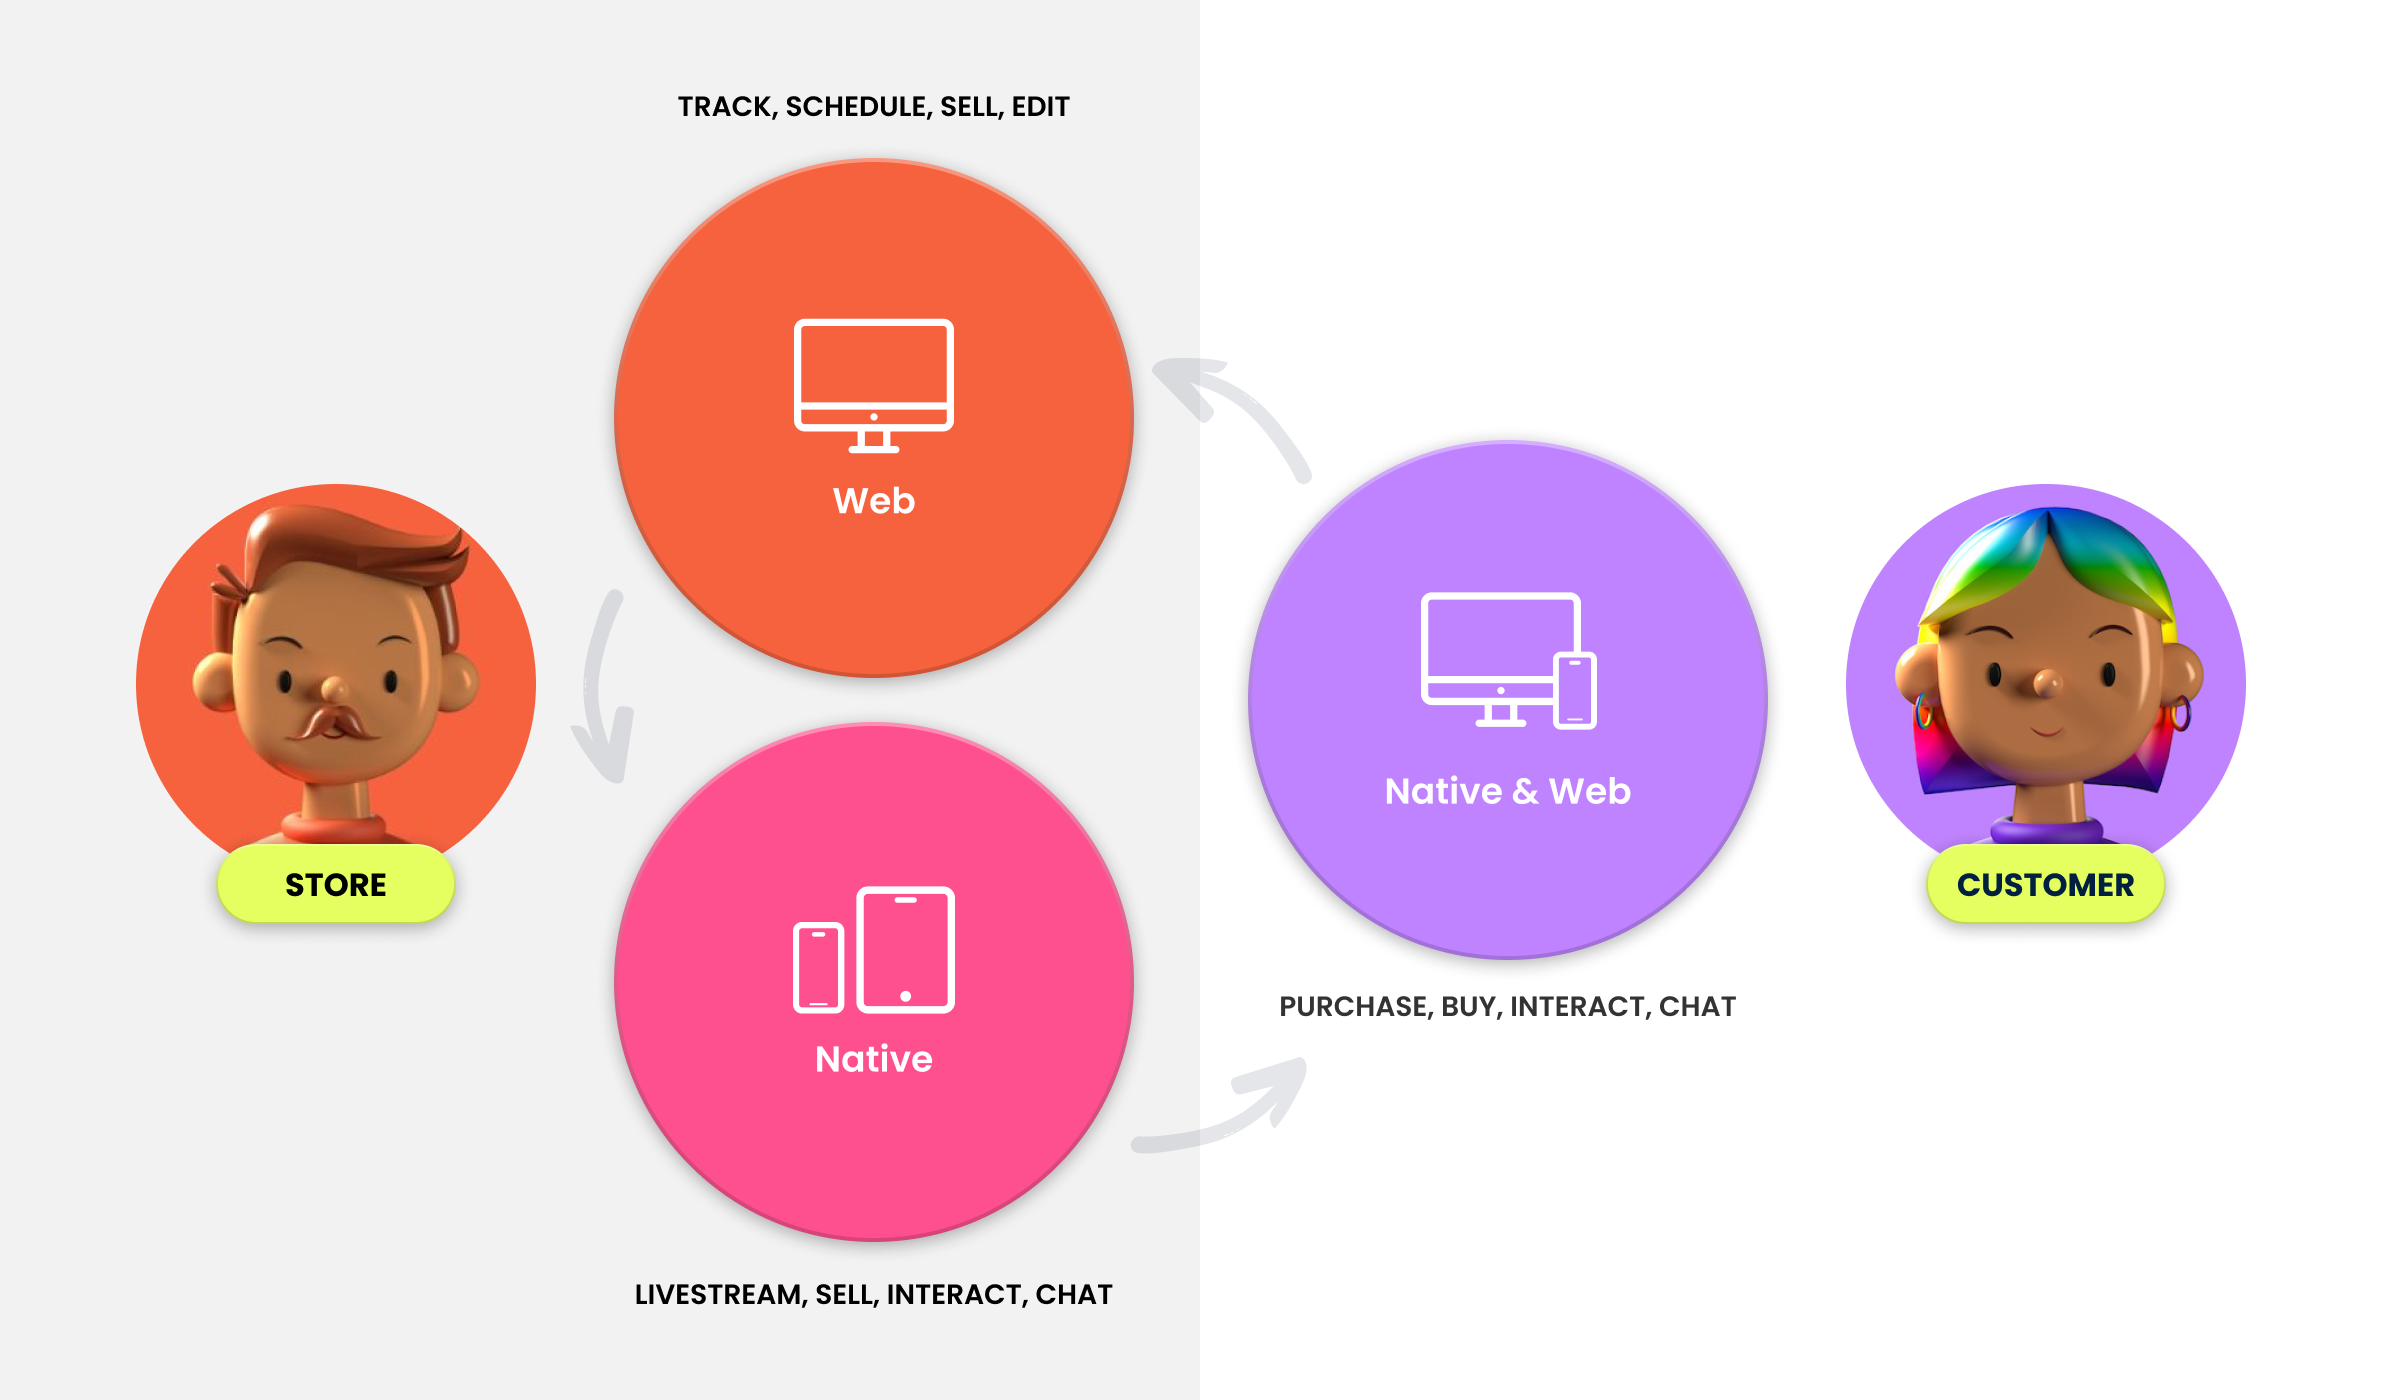 TRACK, SCHEDULE, SELL, EDIT
Web
STORE
Native
LIVESTREAM, SELL, INTERACT, CHAT
Native & Web
PURCHASE, BUY, INTERACT, CHAT
CUSTOMER